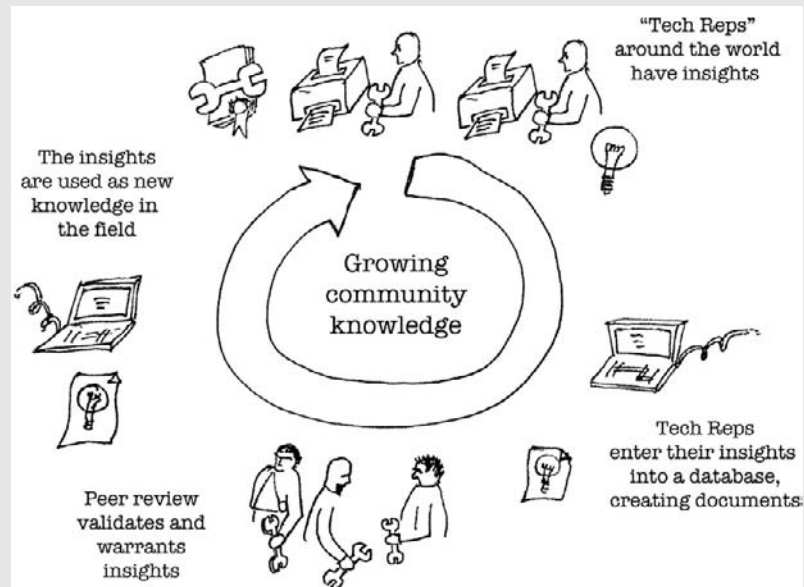 “Tech Reps”
around the world
have insights
The insights
are used as new
knowledge in
the field
Growing
community
knowledge
Tech Reps
enter their insights
into a database,
creating documents
Peer review
validates and
warrants
insights